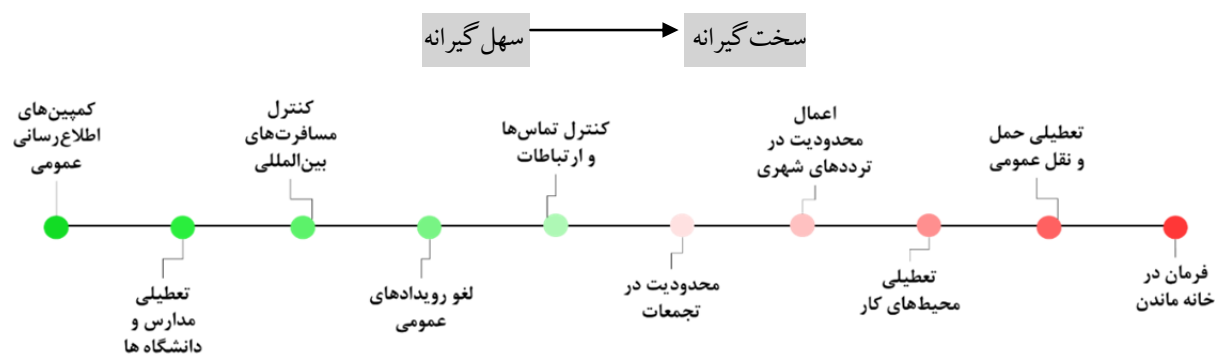 سهل‌گیرانه
سخت‌گیرانه
کمپین‌های
اطلاع‌رسانی
عمومی
تعطیلی
مدارس و
دانشگاه ها
کنترل
مسافرت‌های
بین‌المللی
لغو رویدادهای
عمومی
کنترل تماس‌ها
و ارتباطات
محدودیت در
تجمعات
اعمال
محدودیت در
ترددهای شهری
تعطیلی
محیط‌های کار
تعطیلی حمل
و نقل عمومی
فرمان در
خانه ماندن